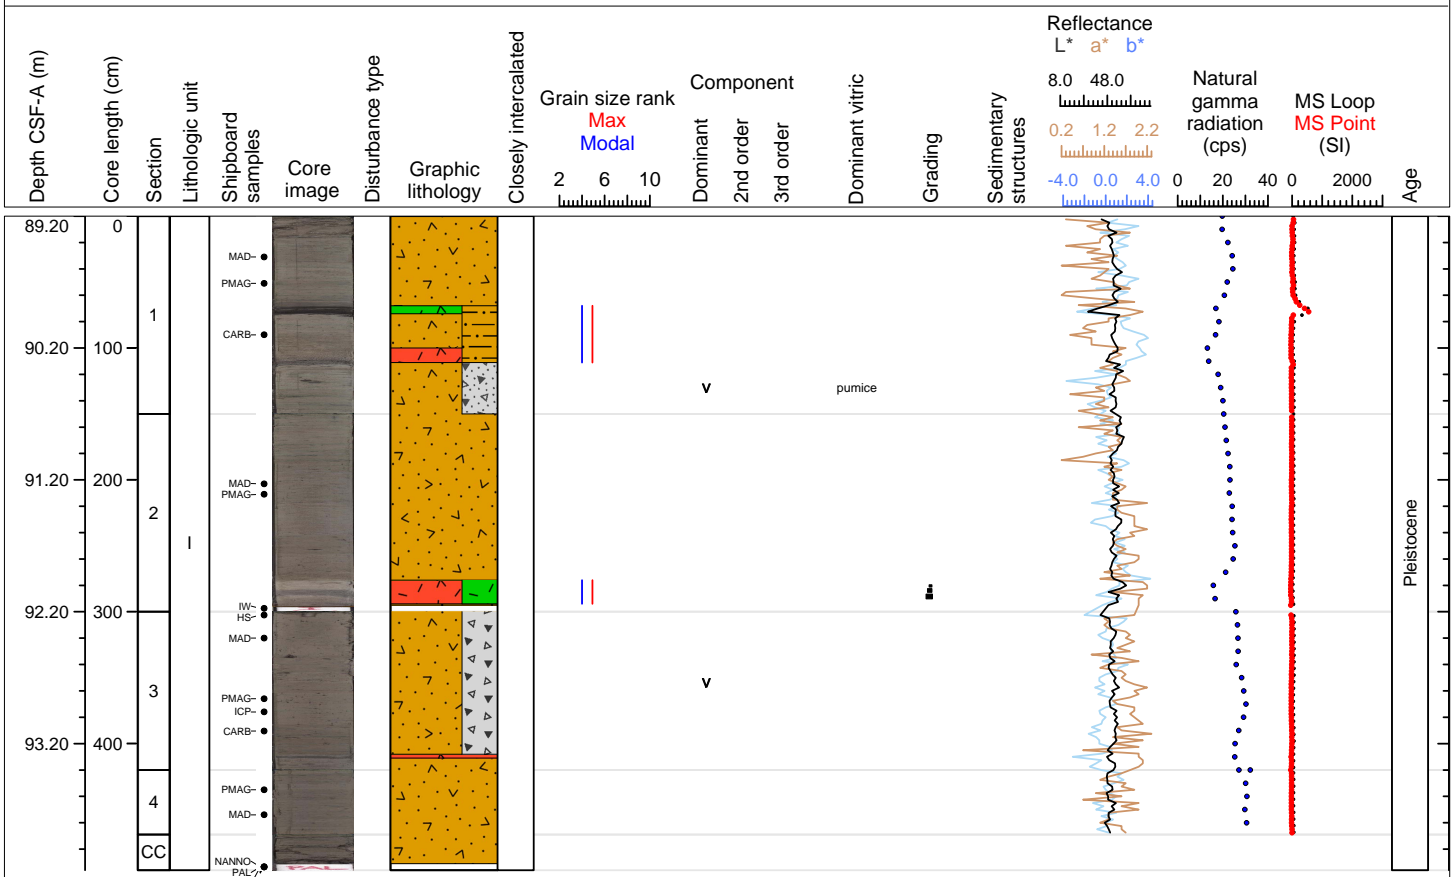 Depth CSF-A (m)
Core length (cm)
Section
Lithologic unit
Shipboard
samples
Core
image
Disturbance type
Graphic
lithology
Closely intercalated
Grain size rank
Max
Modal
2 6 10
Component
Dominant
2nd order
3rd order
Dominant vitric
Grading
Sedimentary
structures
Reflectance
L* a* b*
8.0 48.0
0.2 1.2 2.2
-4.0 0.0 4.0
Natural
gamma
radiation
(cps)
0 20 40
MS Loop
MS Point
(SI)
0 2000
Age
89.20 0
MAD
PMAG
1
CARB
90.20 100
V pumice
MAD
91.20 200
PMAG
2
I
Pleistocene
IW
92.20 300
HS
MAD
3
V
PMAG
ICP
CARB
93.20 400
PMAG
4
MAD
CC
NANNO
PAL
PAL